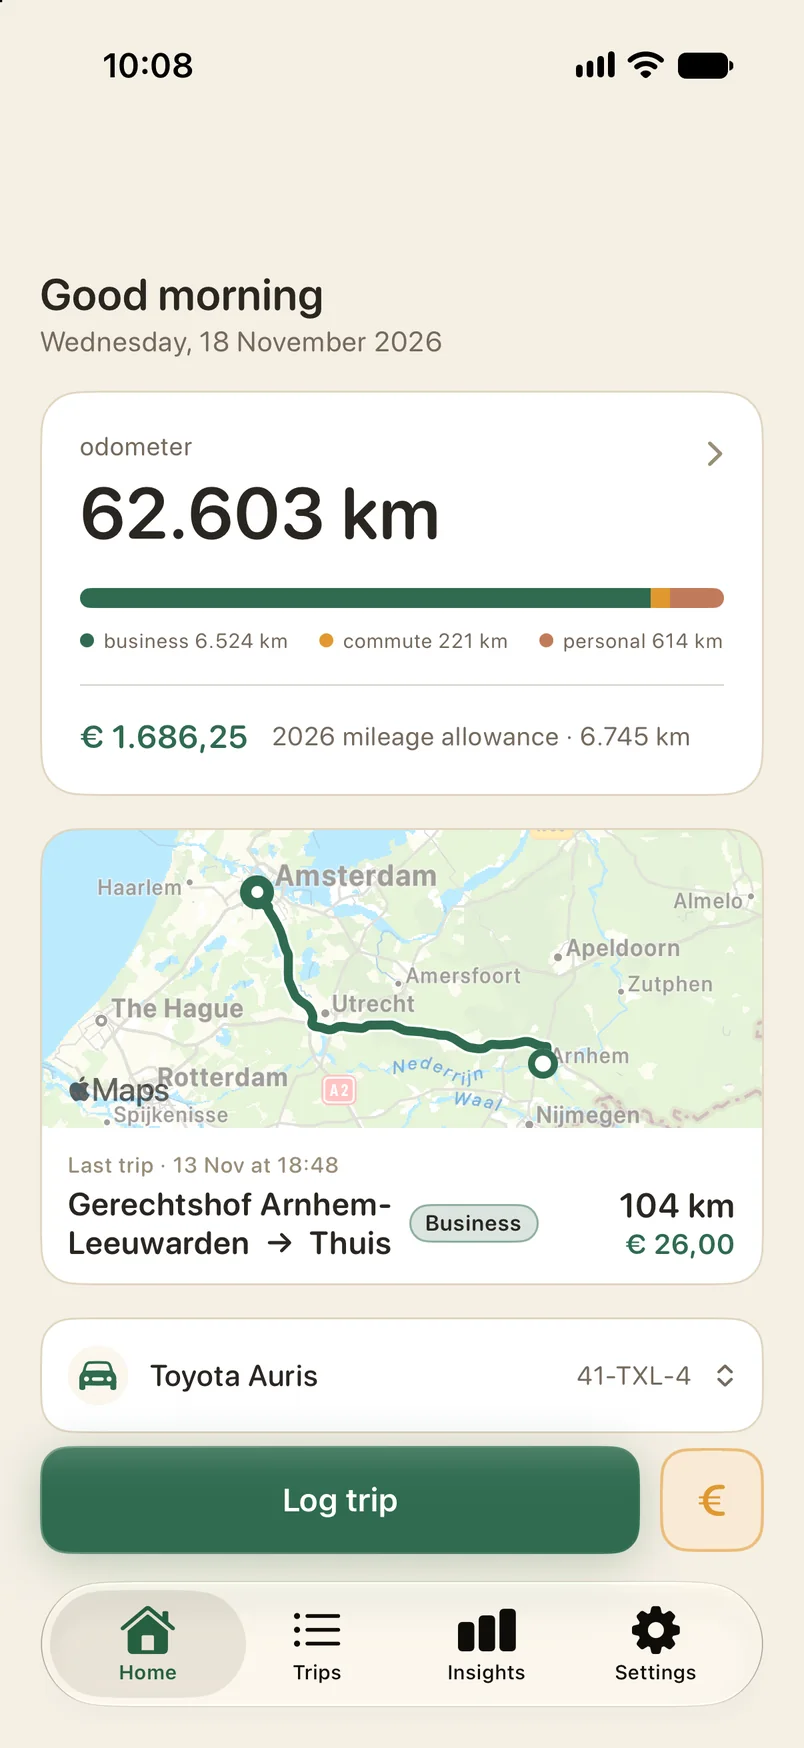 10:08
Good morning
Wednesday, 18 November 2026
odometer
62.603 km
business 6.524 km
commute 221 km
personal 614 km
€ 1.686,25
2026 mileage allowance · 6.745 km
Haarlem
Amsterdam
Almelo
Apeldoorn
Amersfoort
Zutphen
The Hague
Utrecht
Arnhem
Nederrijn
Rotterdam
Maps
A2
Waal
Spijkenisse
Nijmegen
Last trip · 13 Nov at 18:48
Gerechtshof Arnhem-
Leeuwarden → Thuis
Business
104 km
€ 26,00
Toyota Auris
41-TXL-4
Log trip
€
Home
Trips
Insights
Settings